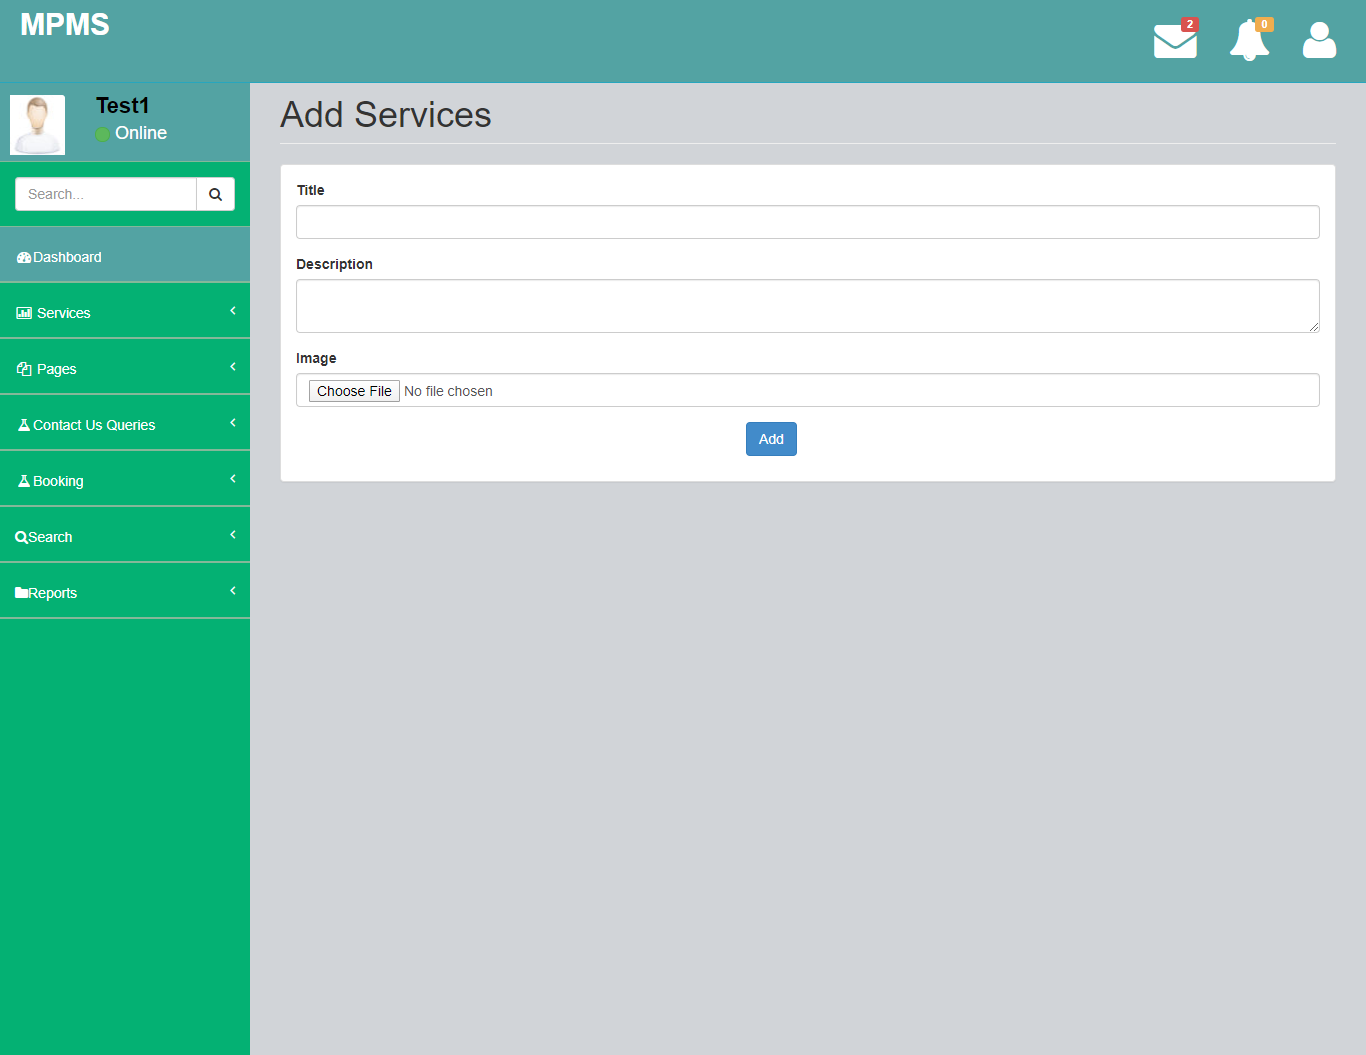 MPMS
2
0
Test1
Online
Search...
Dashboard
Services
Pages
Contact Us Queries
Booking
Search
Reports
Add Services
Title
Description
Image
Choose File No file chosen
Add